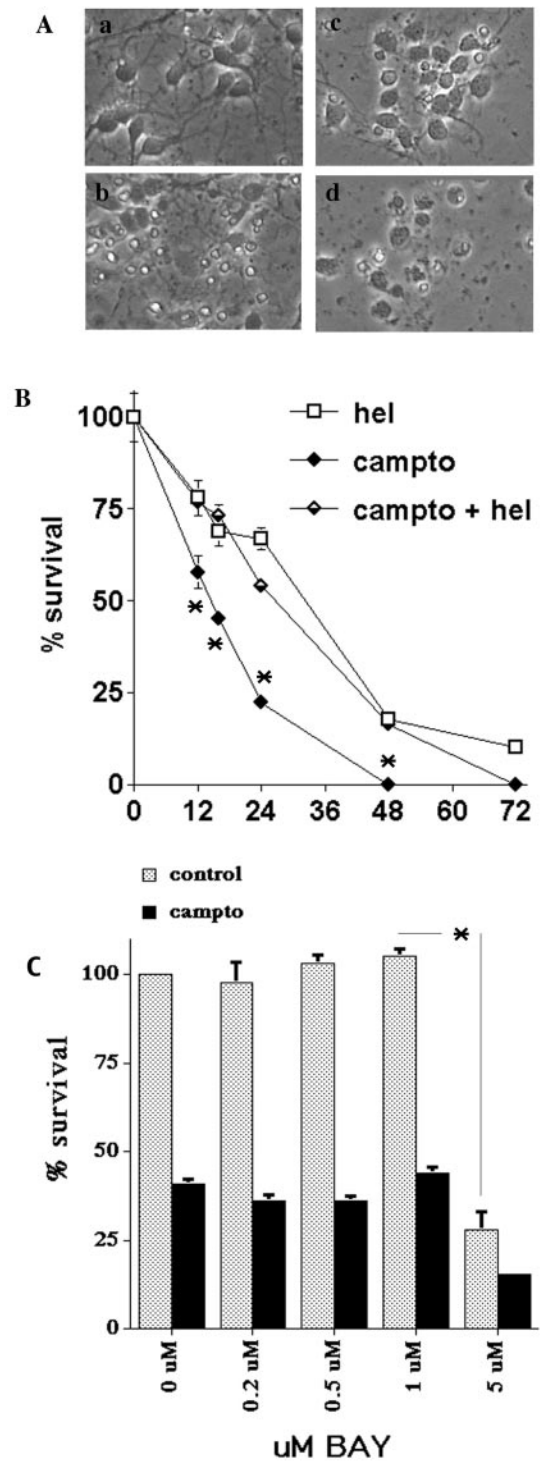 A
a
c
b
d
B
hel
campto
campto + hel
% survival
100
75
50
25
0
0 12 24 36 48 60 72
control
campto
C
% survival
100
75
50
25
0
0 uM
0.2 uM
0.5 uM
1 uM
5 uM
uM BAY